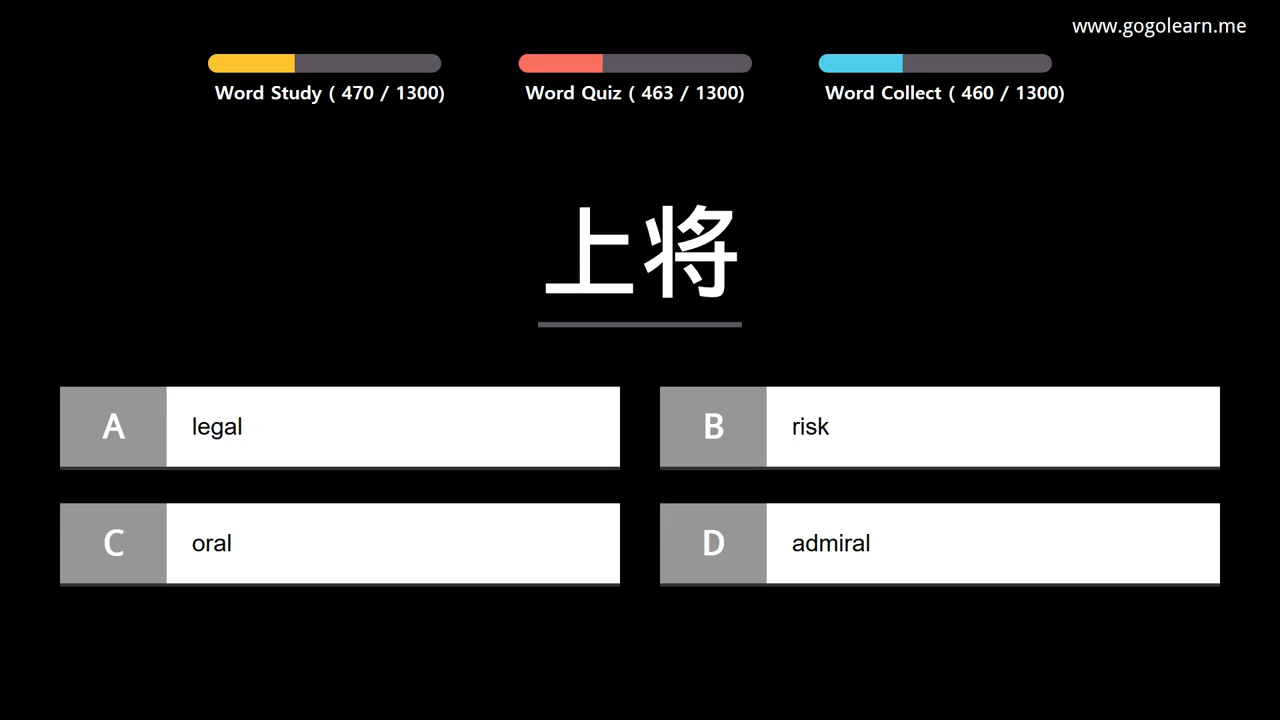 www.gogolearn.me
Word Study ( 470 / 1300)
Word Quiz ( 463 / 1300)
Word Collect ( 460 / 1300)
上将
A legal
B risk
C oral
D admiral